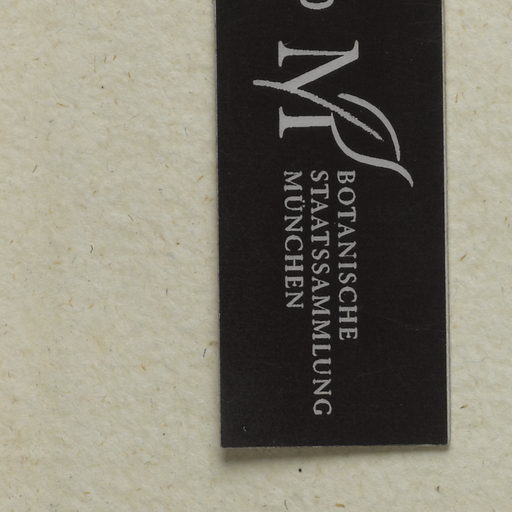 M
BOTANISCHE
STAATSSAMMLUNG
MÜNCHEN